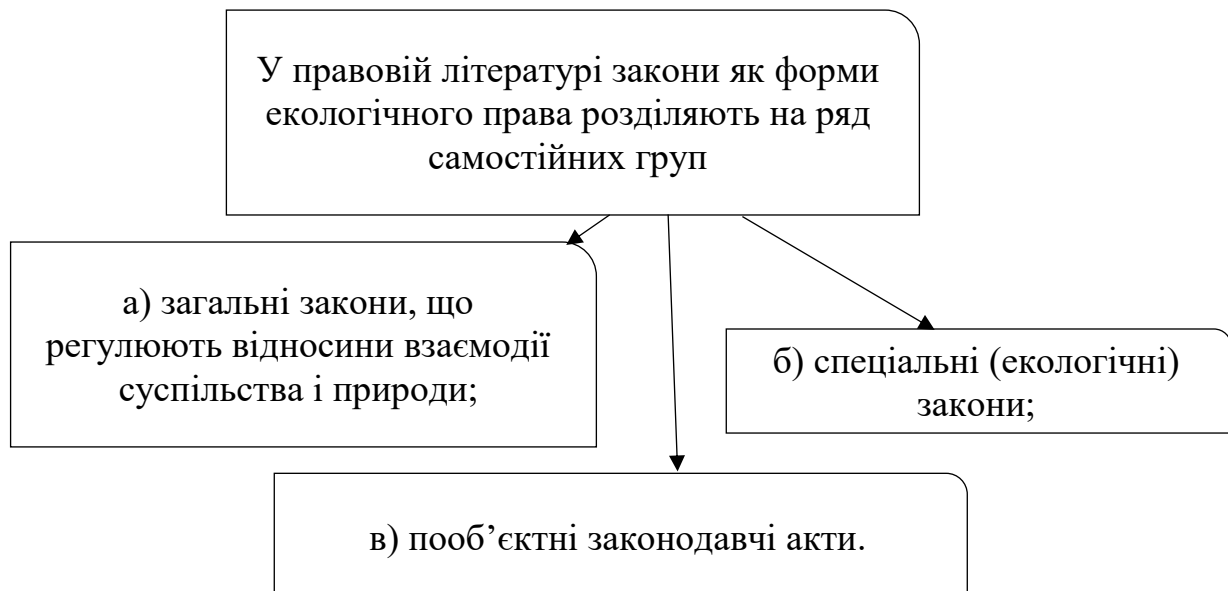 У правовій літературі закони як форми
екологічного права розділяють на ряд
самостійних груп
а) загальні закони, що
регулюють відносини взаємодії
суспільства і природи;
б) спеціальні (екологічні)
закони;
в) пооб’єктні законодавчі акти.